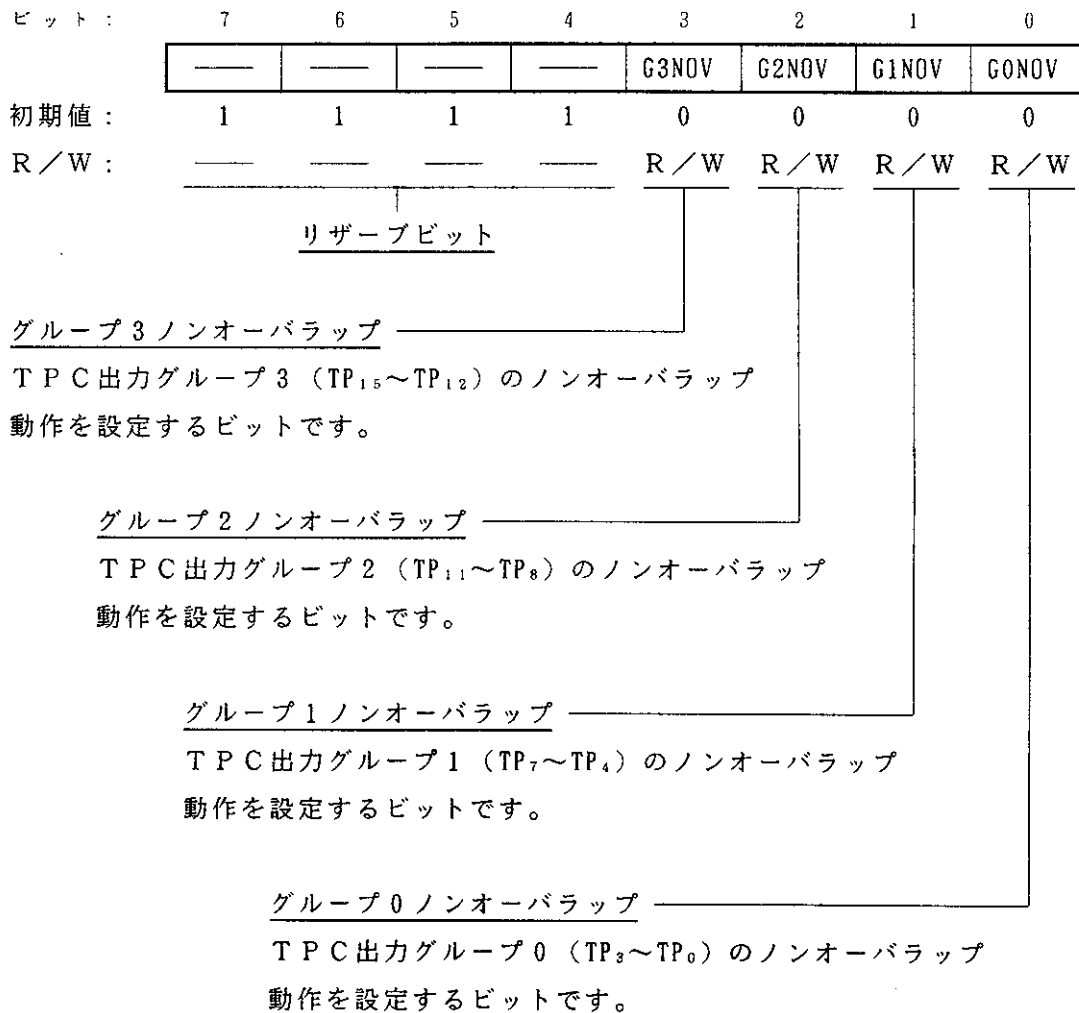 ビット: 7 6 5 4 3 2 1 0
—— —— —— —— G3NOV G2NOV G1NOV G0NOV
初期値: 1 1 1 1 0 0 0 0
R/W: —— —— —— —— R/W R/W R/W R/W
リザーブビット
グループ3ノンオーバラップ
TPC出力グループ3(TP₁₅~TP₁₂)のノンオーバラップ
動作を設定するビットです。
グループ2ノンオーバラップ
TPC出力グループ2(TP₁₁~TP₈)のノンオーバラップ
動作を設定するビットです。
グループ1ノンオーバラップ
TPC出力グループ1(TP₇~TP₄)のノンオーバラップ
動作を設定するビットです。
グループ0ノンオーバラップ
TPC出力グループ0(TP₃~TP₀)のノンオーバラップ
動作を設定するビットです。